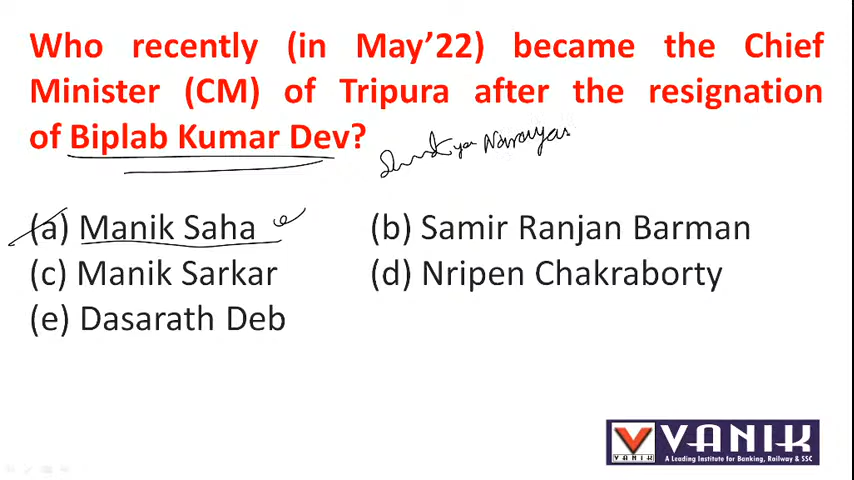 Who recently (in May’22) became the Chief
Minister (CM) of Tripura after the resignation
of Biplab Kumar Dev?
(a) Manik Saha
(b) Samir Ranjan Barman
(c) Manik Sarkar
(d) Nripen Chakraborty
(e) Dasarath Deb
VANIK
VANIK
A Leading Institute for Banking, Railway & SSC